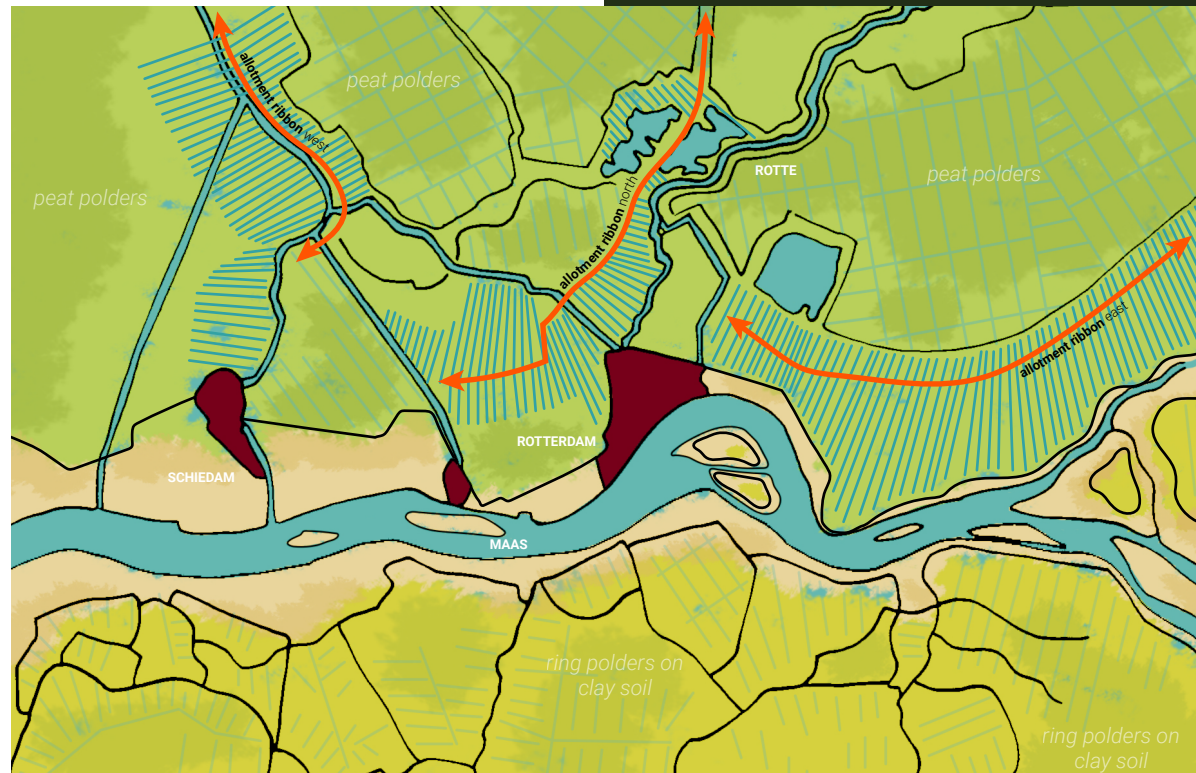 peat polders
allotment ribbon west
peat polders
allotment ribbon north
ROTTE
peat polders
allotment ribbon east
SCHIEDAM
ROTTERDAM
MAAS
ring polders on
clay soil
ring polders on
clay soil